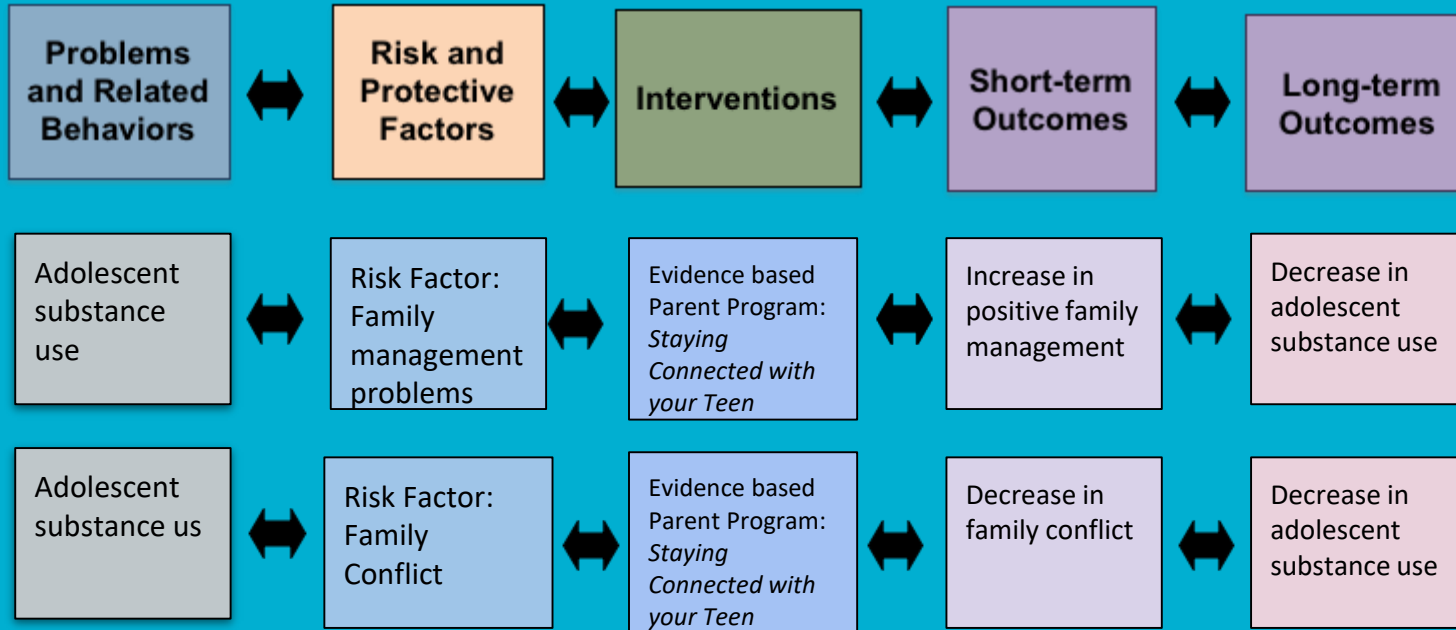 Problems
and Related
Behaviors
Risk and
Protective
Factors
Interventions
Short-term
Outcomes
Long-term
Outcomes
Adolescent
substance
use
Risk Factor:
Family
management
problems
Evidence based
Parent Program:
Staying
Connected with
your Teen
Increase in
positive family
management
Decrease in
adolescent
substance use
Adolescent
substance us
Risk Factor:
Family
Conflict
Evidence based
Parent Program:
Staying
Connected with
your Teen
Decrease in
family conflict
Decrease in
adolescent
substance use